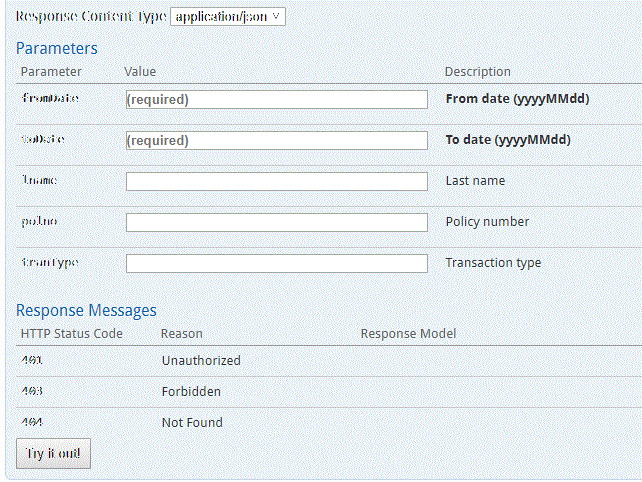 Response Content Type application/json
Parameters
Parameter Value Description
fromDate (required) From date (yyyyMMdd)
toDate (required) To date (yyyyMMdd)
lname Last name
polno Policy number
tranType Transaction type
Response Messages
HTTP Status Code Reason Response Model
401 Unauthorized
403 Forbidden
404 Not Found
Try it out!